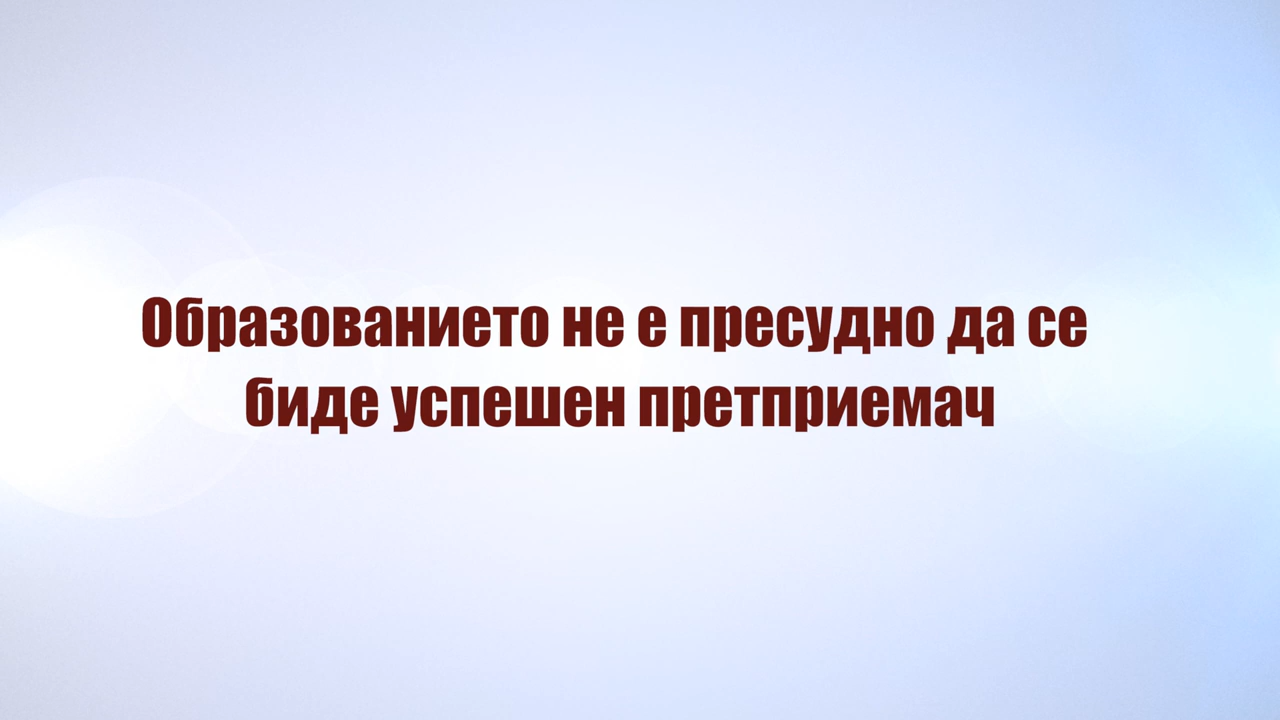 Образованието не е пресудно да се
биде успешен претприемач